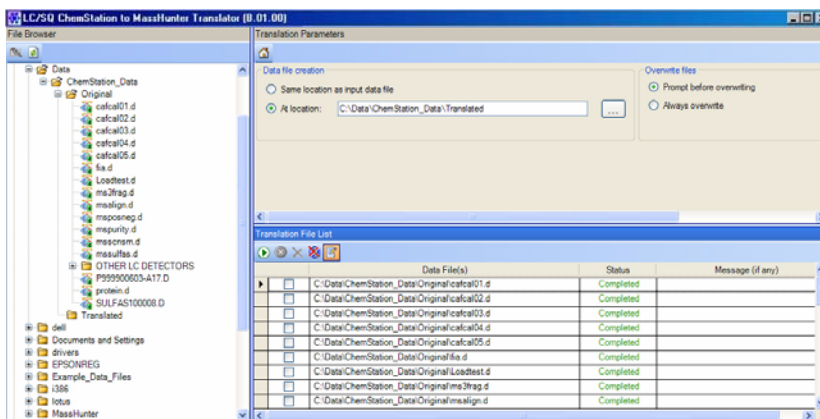 LC/SQ ChemStation to MassHunter Translator (B.01.00)
File Browser
Data
ChemStation_Data
Original
cafcal01.d
cafcal02.d
cafcal03.d
cafcal04.d
cafcal05.d
fia.d
Loadtest.d
ms3frag.d
msalign.d
msposneg.d
mspurity.d
msscnsm.d
mssulfas.d
OTHER LC DETECTORS
P999900603-A17.D
protein.d
SULFAS100008.D
Translated
dell
Documents and Settings
drivers
EPSONREG
Example_Data_Files
i386
lotus
MassHunter
Translation Parameters
Data file creation
Same location as input data file
At location: C:\Data\ChemStation_Data\Translated ...
Overwrite files
Prompt before overwriting
Always overwrite
Translation File List
Data File(s) Status Message (if any)
C:\Data\ChemStation_Data\Original\cafcal01.d Completed
C:\Data\ChemStation_Data\Original\cafcal02.d Completed
C:\Data\ChemStation_Data\Original\cafcal03.d Completed
C:\Data\ChemStation_Data\Original\cafcal04.d Completed
C:\Data\ChemStation_Data\Original\cafcal05.d Completed
C:\Data\ChemStation_Data\Original\fia.d Completed
C:\Data\ChemStation_Data\Original\Loadtest.d Completed
C:\Data\ChemStation_Data\Original\ms3frag.d Completed
C:\Data\ChemStation_Data\Original\msalign.d Completed